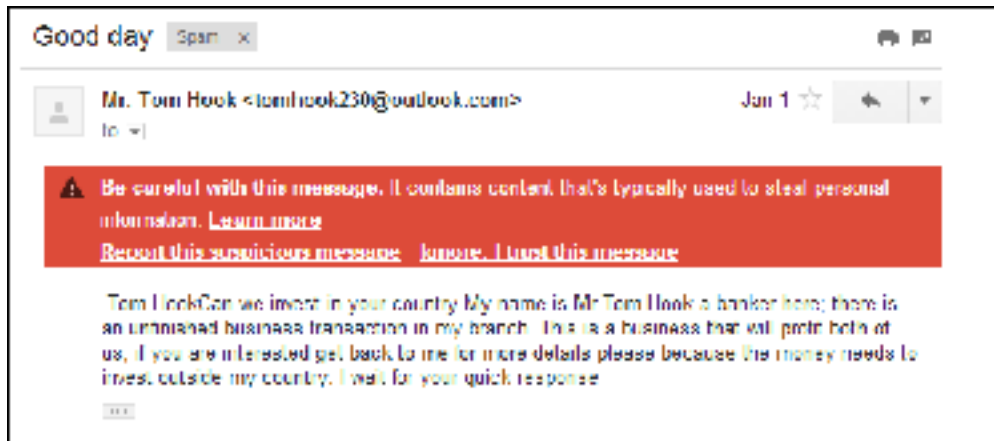 Good day Spam x
Mr. Tom Hook <tomhook230@outlook.com> Jan 1
to
Be careful with this message. It contains content that's typically used to steal personal
information. Learn more
Report this suspicious message Ignore, I trust this message
Tom HookCan we invest in your country My name is Mr Tom Hook a banker here; there is
an unfinished business transaction in my branch. This is a business that will profit both of
us, if you are interested get back to me for more details please because the money needs to
invest outside my country. I wait for your quick response